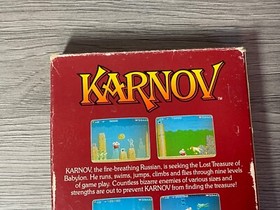 KARNOV™
KARNOV, the fire-breathing Russian, is seeking the Lost Treasure of
Babylon. He runs, swims, jumps, climbs and flies through nine levels
of game play. Countless bizarre enemies of various sizes and
strengths are out to prevent KARNOV from finding the treasure!